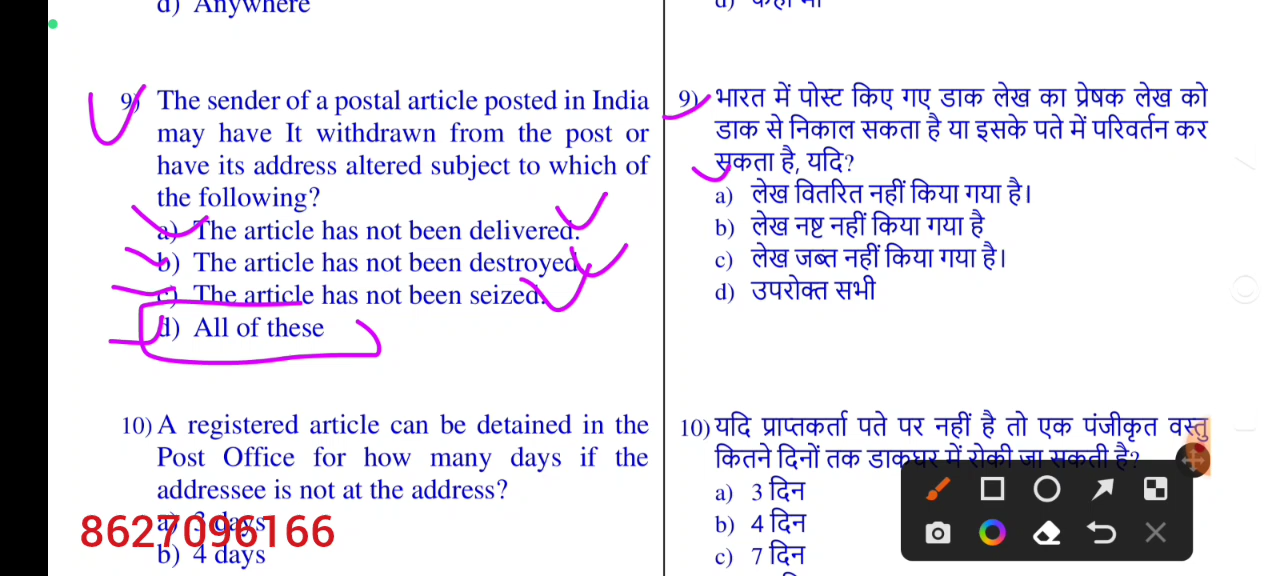 d) Anywhere
9) The sender of a postal article posted in India
may have It withdrawn from the post or
have its address altered subject to which of
the following?
a) The article has not been delivered.
b) The article has not been destroyed
c) The article has not been seized.
d) All of these
10) A registered article can be detained in the
Post Office for how many days if the
addressee is not at the address?
a) 3 days
b) 4 days
8627096166
9) भारत में पोस्ट किए गए डाक लेख का प्रेषक लेख को
डाक से निकाल सकता है या इसके पते में परिवर्तन कर
सकता है, यदि?
a) लेख वितरित नहीं किया गया है।
b) लेख नष्ट नहीं किया गया है
c) लेख जब्त नहीं किया गया है।
d) उपरोक्त सभी
10) यदि प्राप्तकर्ता पते पर नहीं है तो एक पंजीकृत वस्तु
कितने दिनों तक डाकघर में रोकी जा सकती है?
a) 3 दिन
b) 4 दिन
c) 7 दिन